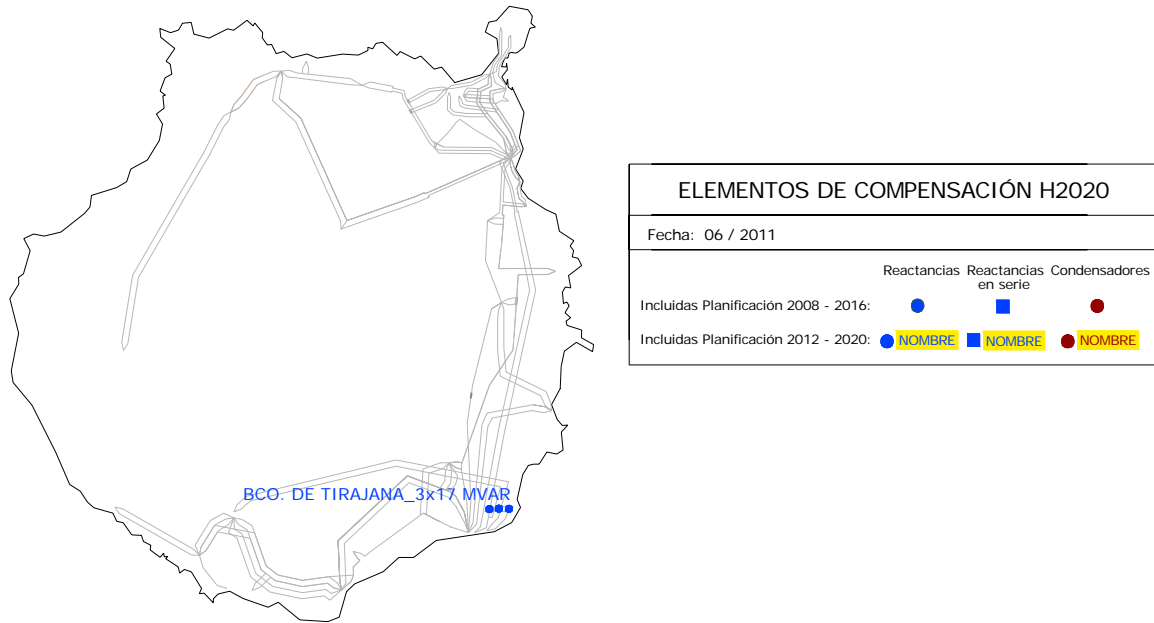 BCO. DE TIRAJANA_3x17 MVAR
ELEMENTOS DE COMPENSACIÓN H2020
Fecha: 06 / 2011
Reactancias Reactancias en serie Condensadores
Incluidas Planificación 2008 - 2016:
Incluidas Planificación 2012 - 2020: NOMBRE NOMBRE NOMBRE